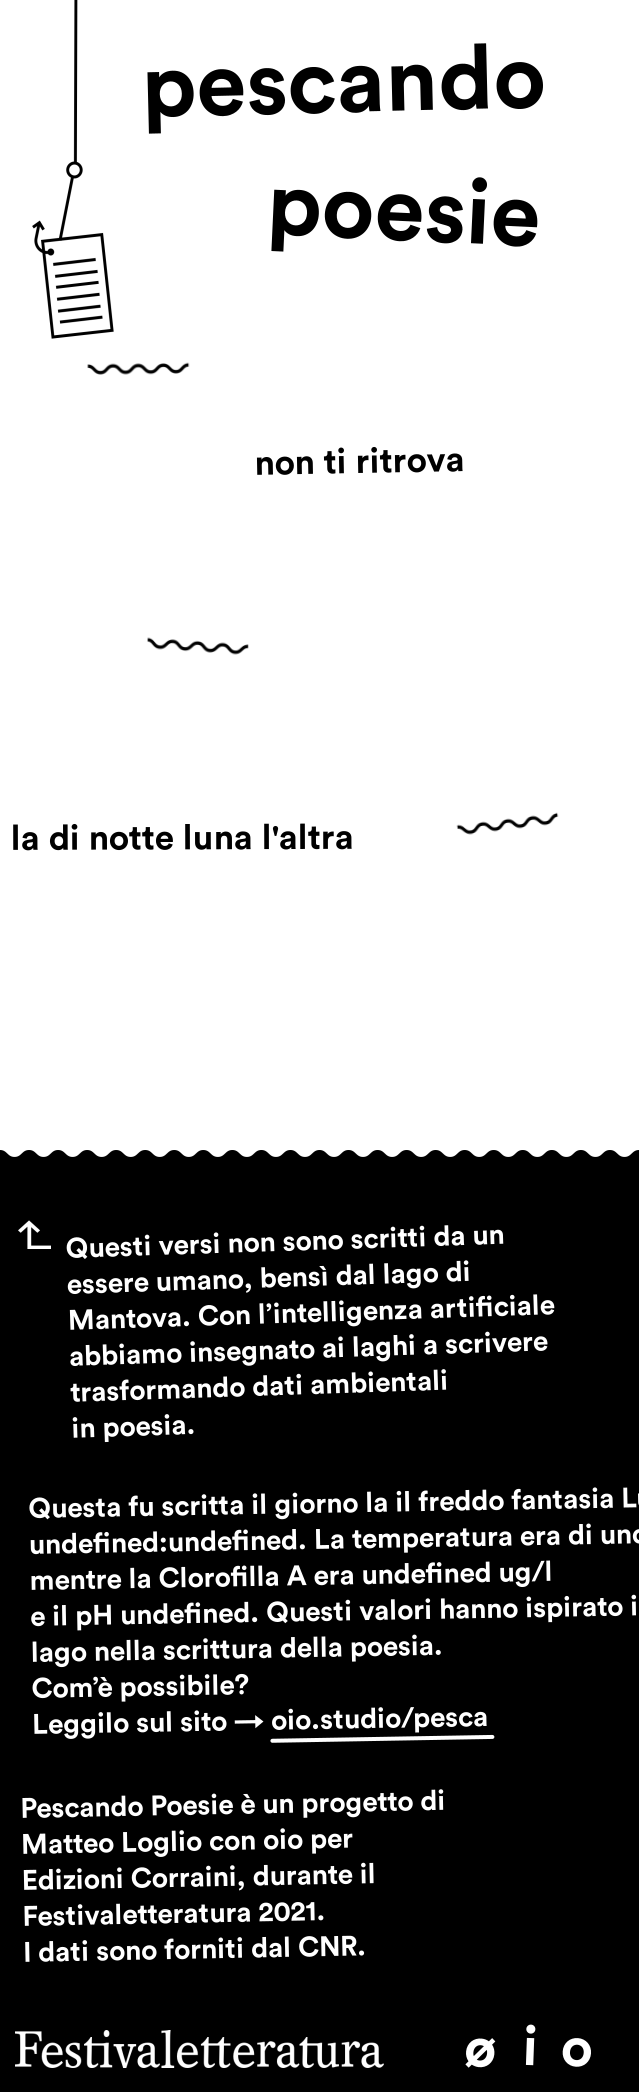 pescando
poesie
non ti ritrova
la di notte luna l'altra
Questi versi non sono scritti da un
essere umano, bensì dal lago di
Mantova. Con l’intelligenza artificiale
abbiamo insegnato ai laghi a scrivere
trasformando dati ambientali
in poesia.
Questa fu scritta il giorno la il freddo fantasia
undefined:undefined. La temperatura era di
mentre la Clorofilla A era undefined ug/l
e il pH undefined. Questi valori hanno ispirato
lago nella scrittura della poesia.
Com’è possibile?
Leggilo sul sito → oio.studio/pesca
Pescando Poesie è un progetto di
Matteo Loglio con oio per
Edizioni Corraini, durante il
Festivaletteratura 2021.
I dati sono forniti dal CNR.
Festivaletteratura ø i o